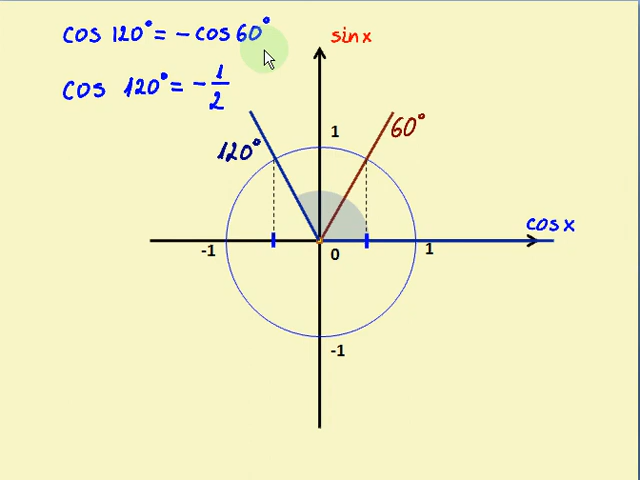 cos 120° = - cos 60°
sin x
cos 120° = - 1/2
1
60°
120°
cos x
-1
0
1
-1